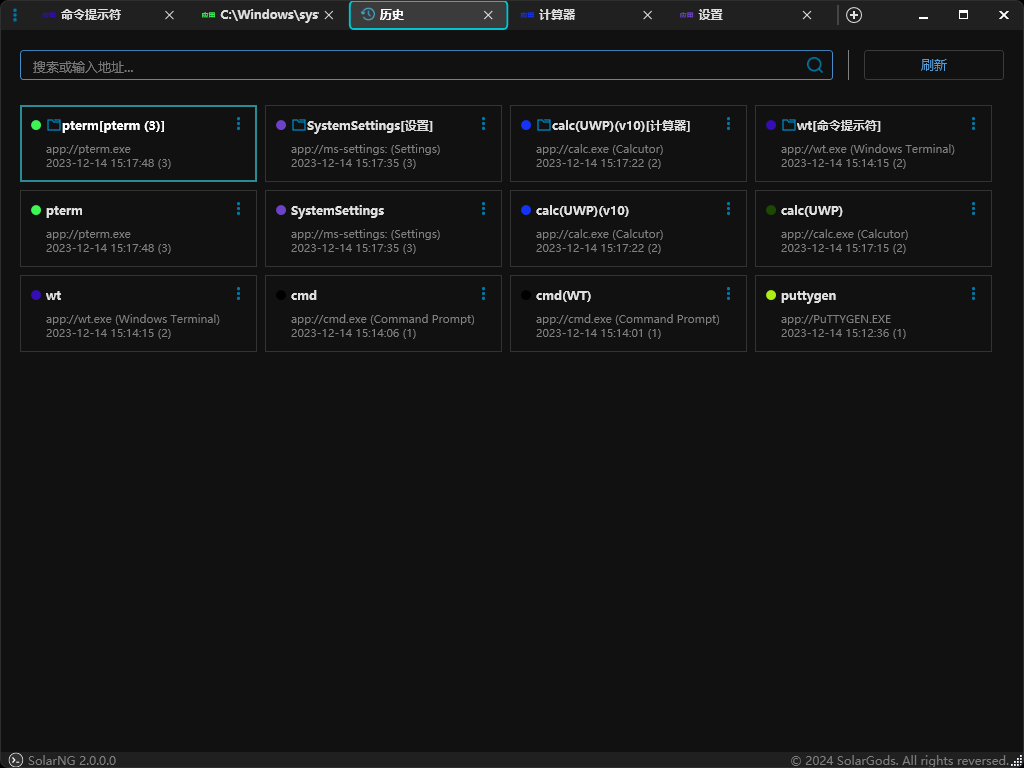 命令提示符
C:\Windows\sys
历史
计算器
设置
搜索或输入地址...
刷新
pterm[pterm (3)]
app://pterm.exe
2023-12-14 15:17:48 (3)
SystemSettings[设置]
app://ms-settings: (Settings)
2023-12-14 15:17:35 (3)
calc(UWP)(v10)[计算器]
app://calc.exe (Calcutor)
2023-12-14 15:17:22 (2)
wt[命令提示符]
app://wt.exe (Windows Terminal)
2023-12-14 15:14:15 (2)
pterm
app://pterm.exe
2023-12-14 15:17:48 (3)
SystemSettings
app://ms-settings: (Settings)
2023-12-14 15:17:35 (3)
calc(UWP)(v10)
app://calc.exe (Calcutor)
2023-12-14 15:17:22 (2)
calc(UWP)
app://calc.exe (Calcutor)
2023-12-14 15:17:15 (2)
wt
app://wt.exe (Windows Terminal)
2023-12-14 15:14:15 (2)
cmd
app://cmd.exe (Command Prompt)
2023-12-14 15:14:06 (1)
cmd(WT)
app://cmd.exe (Command Prompt)
2023-12-14 15:14:01 (1)
puttygen
app://PuTTYGEN.EXE
2023-12-14 15:12:36 (1)
SolarNG 2.0.0.0
© 2024 SolarGods. All rights reversed.